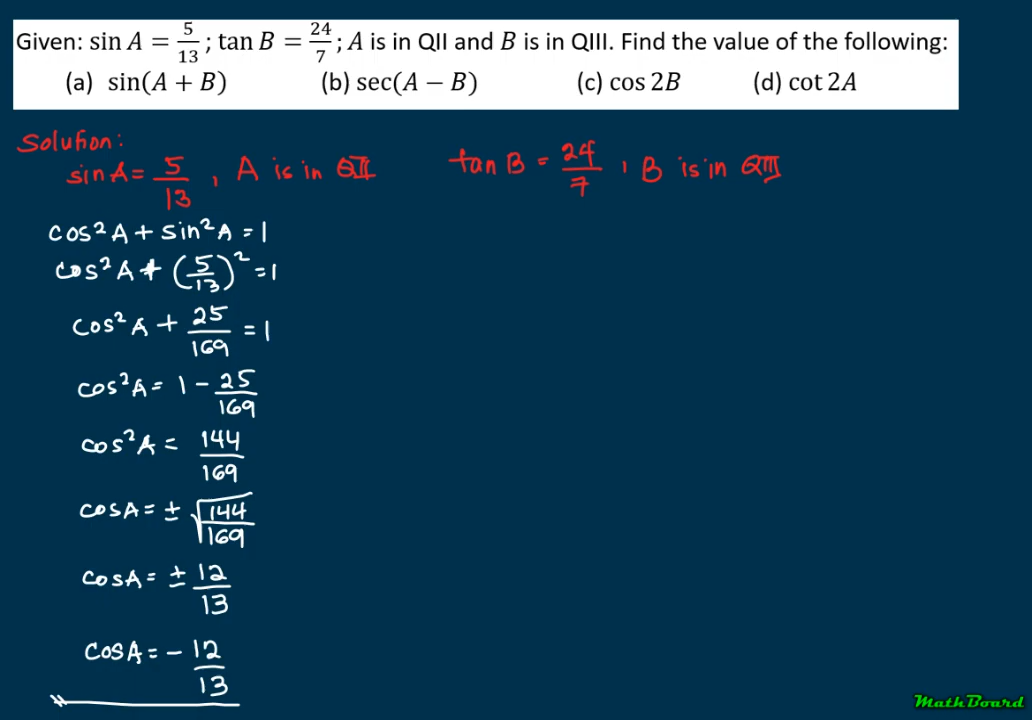 Given: sin A = 5/13 ; tan B = 24/7 ; A is in QII and B is in QIII. Find the value of the following:
(a) sin(A + B) (b) sec(A − B) (c) cos 2B (d) cot 2A
Solution:
sin A = 5/13 , A is in QII
cos²A + sin²A = 1
cos²A + (5/13)² = 1
cos²A + 25/169 = 1
cos²A = 1 − 25/169
cos²A = 144/169
cosA = ± √(144/169)
cosA = ± 12/13
cosA = − 12/13
tan B = 24/7 , B is in QIII
MathBoard